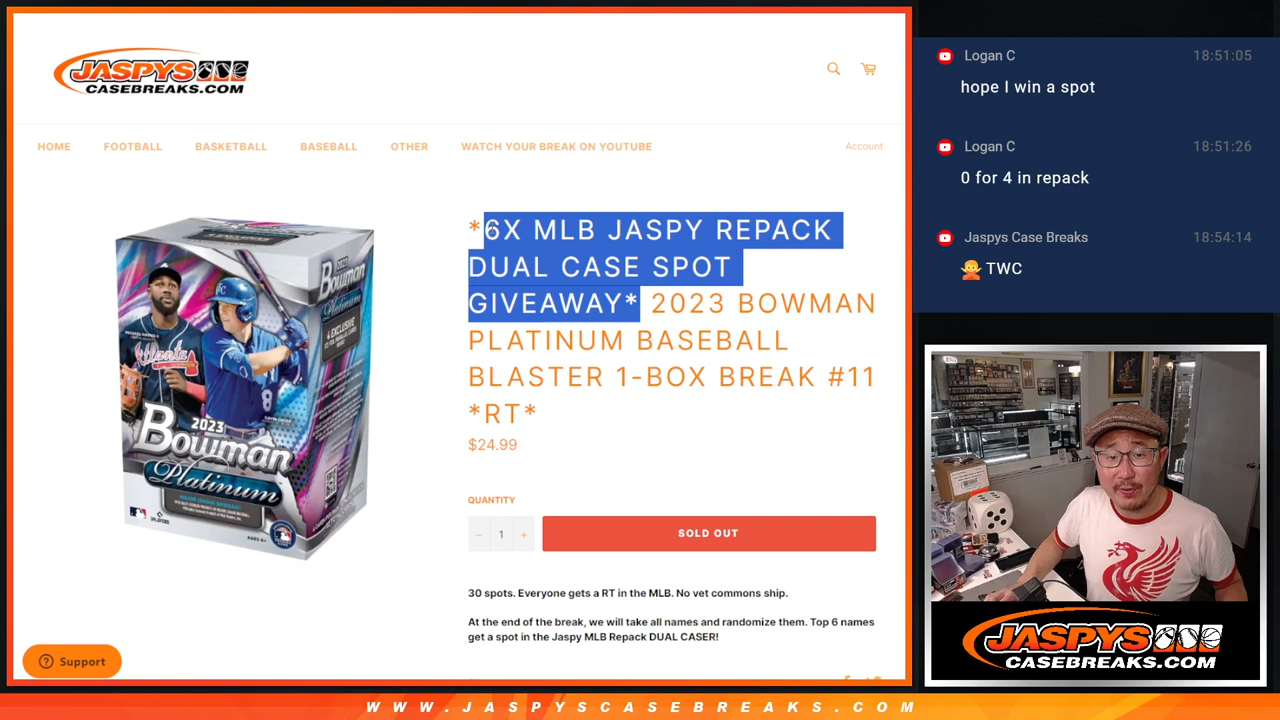 JASPYS
CASEBREAKS.COM
HOME
FOOTBALL
BASKETBALL
BASEBALL
OTHER
WATCH YOUR BREAK ON YOUTUBE
Account
*6X MLB JASPY REPACK
DUAL CASE SPOT
GIVEAWAY* 2023 BOWMAN
PLATINUM BASEBALL
BLASTER 1-BOX BREAK #11
*RT*
$24.99
QUANTITY
− 1 +
SOLD OUT
30 spots. Everyone gets a RT in the MLB. No vet commons ship.
At the end of the break, we will take all names and randomize them. Top 6 names
get a spot in the Jaspy MLB Repack DUAL CASER!
2023
Bowman
Platinum
Atlanta
2023
Bowman
Platinum
Support
Logan C 18:51:05
hope I win a spot
Logan C 18:51:26
0 for 4 in repack
Jaspys Case Breaks 18:54:14
🙅 TWC
JASPYS
CASEBREAKS.COM
WWW.JASPYSCASEBREAKS.COM